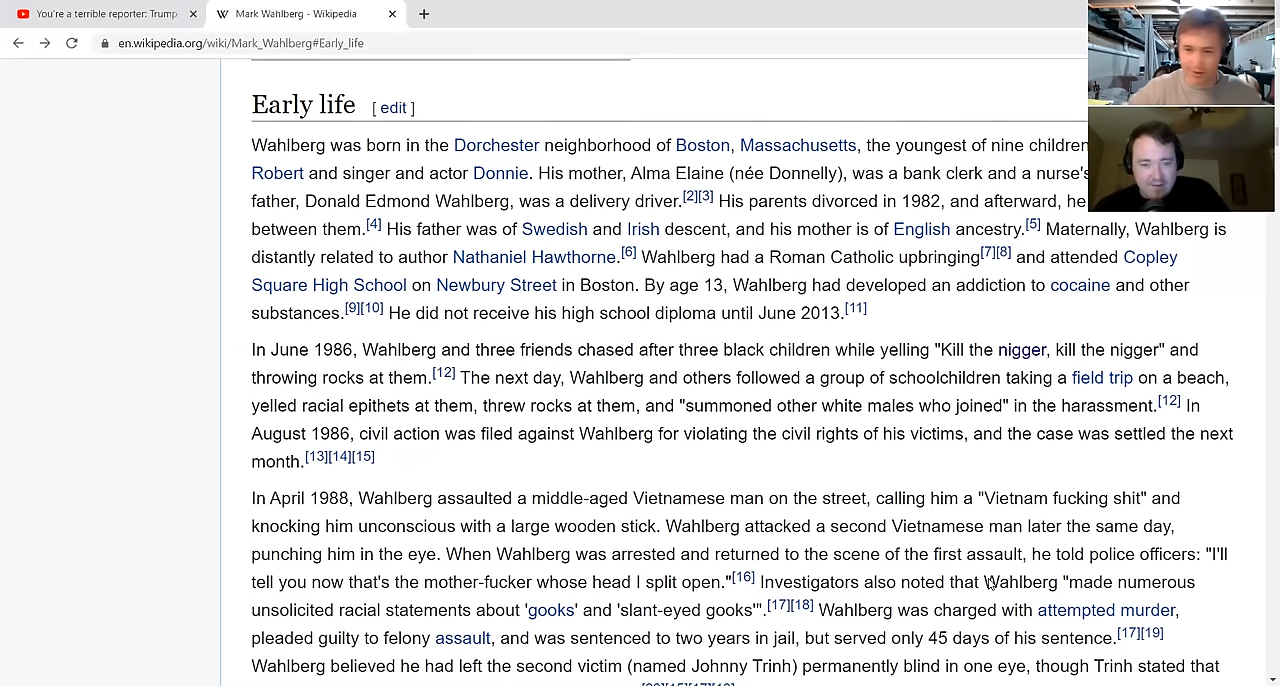 You're a terrible reporter: Trump
Mark Wahlberg - Wikipedia
en.wikipedia.org/wiki/Mark_Wahlberg#Early_life
Early life [ edit ]
Wahlberg was born in the Dorchester neighborhood of Boston, Massachusetts, the youngest of nine children
Robert and singer and actor Donnie. His mother, Alma Elaine (née Donnelly), was a bank clerk and a nurse's
father, Donald Edmond Wahlberg, was a delivery driver.[2][3] His parents divorced in 1982, and afterward, he
between them.[4] His father was of Swedish and Irish descent, and his mother is of English ancestry.[5] Maternally, Wahlberg is
distantly related to author Nathaniel Hawthorne.[6] Wahlberg had a Roman Catholic upbringing[7][8] and attended Copley
Square High School on Newbury Street in Boston. By age 13, Wahlberg had developed an addiction to cocaine and other
substances.[9][10] He did not receive his high school diploma until June 2013.[11]
In June 1986, Wahlberg and three friends chased after three black children while yelling "Kill the nigger, kill the nigger" and
throwing rocks at them.[12] The next day, Wahlberg and others followed a group of schoolchildren taking a field trip on a beach,
yelled racial epithets at them, threw rocks at them, and "summoned other white males who joined" in the harassment.[12] In
August 1986, civil action was filed against Wahlberg for violating the civil rights of his victims, and the case was settled the next
month.[13][14][15]
In April 1988, Wahlberg assaulted a middle-aged Vietnamese man on the street, calling him a "Vietnam fucking shit" and
knocking him unconscious with a large wooden stick. Wahlberg attacked a second Vietnamese man later the same day,
punching him in the eye. When Wahlberg was arrested and returned to the scene of the first assault, he told police officers: "I'll
tell you now that's the mother-fucker whose head I split open."[16] Investigators also noted that Wahlberg "made numerous
unsolicited racial statements about 'gooks' and 'slant-eyed gooks'".[17][18] Wahlberg was charged with attempted murder,
pleaded guilty to felony assault, and was sentenced to two years in jail, but served only 45 days of his sentence.[17][19]
Wahlberg believed he had left the second victim (named Johnny Trinh) permanently blind in one eye, though Trinh stated that